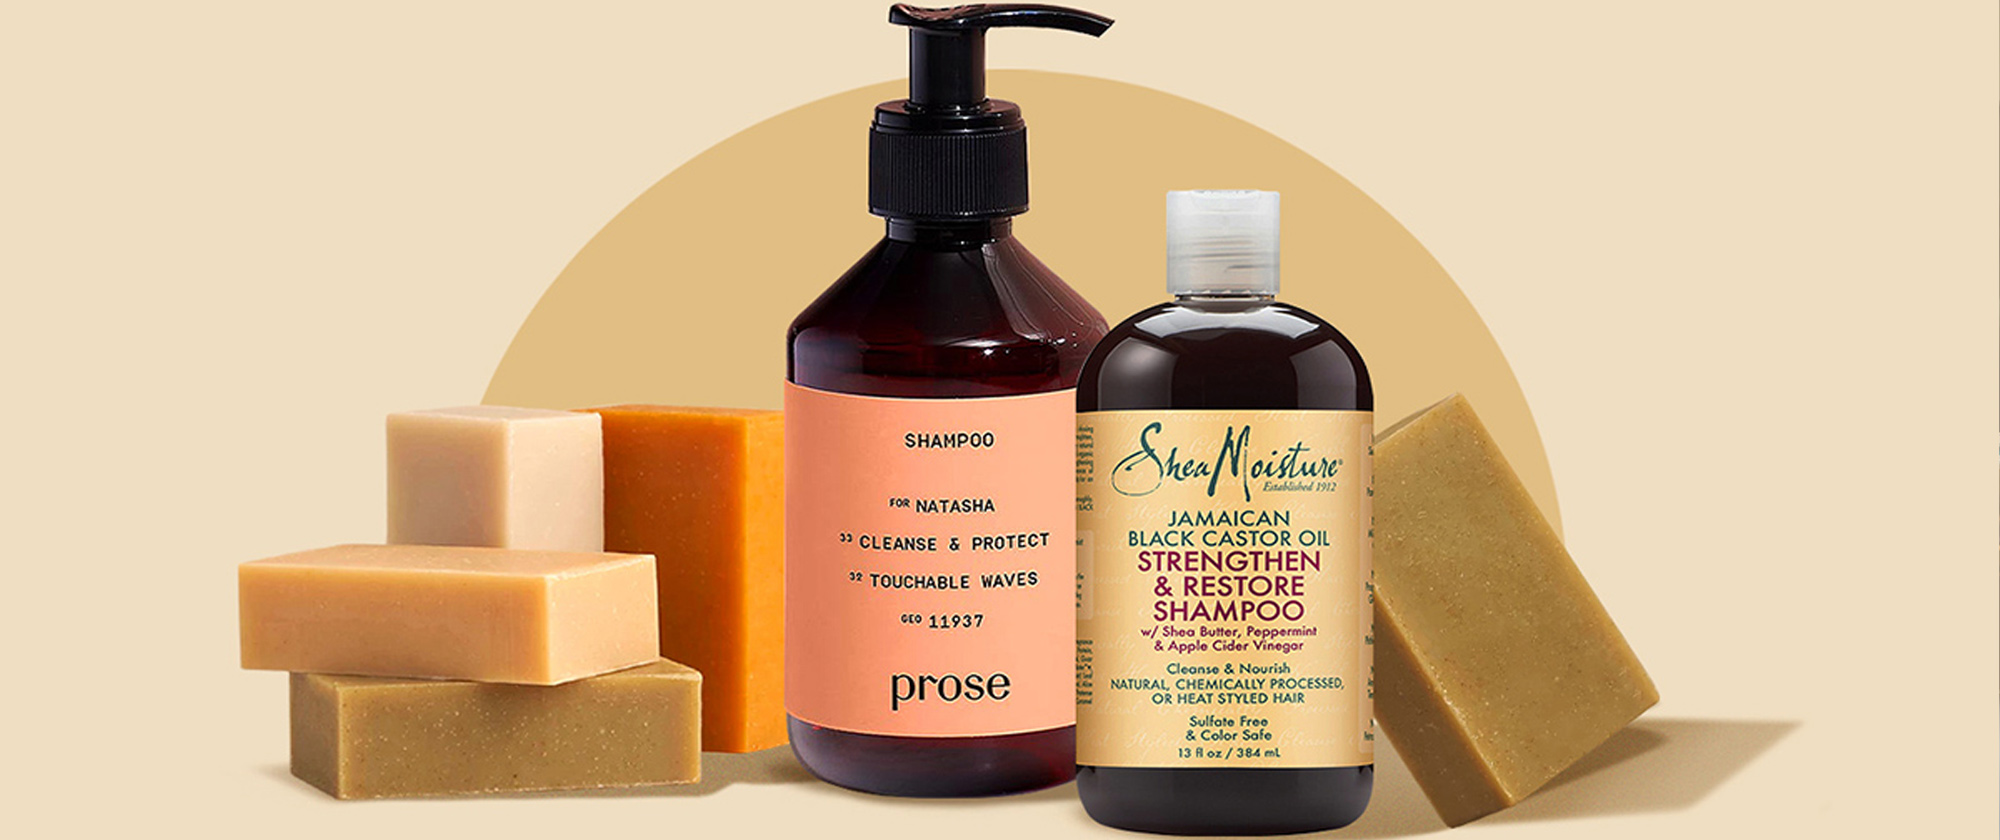 SHAMPOO
FOR NATASHA
33 CLEANSE & PROTECT
32 TOUCHABLE WAVES
GEO 11937
prose
SheaMoisture
Established 1912
JAMAICAN
BLACK CASTOR OIL
STRENGTHEN
& RESTORE
SHAMPOO
w/ Shea Butter, Peppermint
& Apple Cider Vinegar
Cleanse & Nourish
NATURAL, CHEMICALLY PROCESSED,
OR HEAT STYLED HAIR
Sulfate Free
& Color Safe
13 fl oz / 384 mL